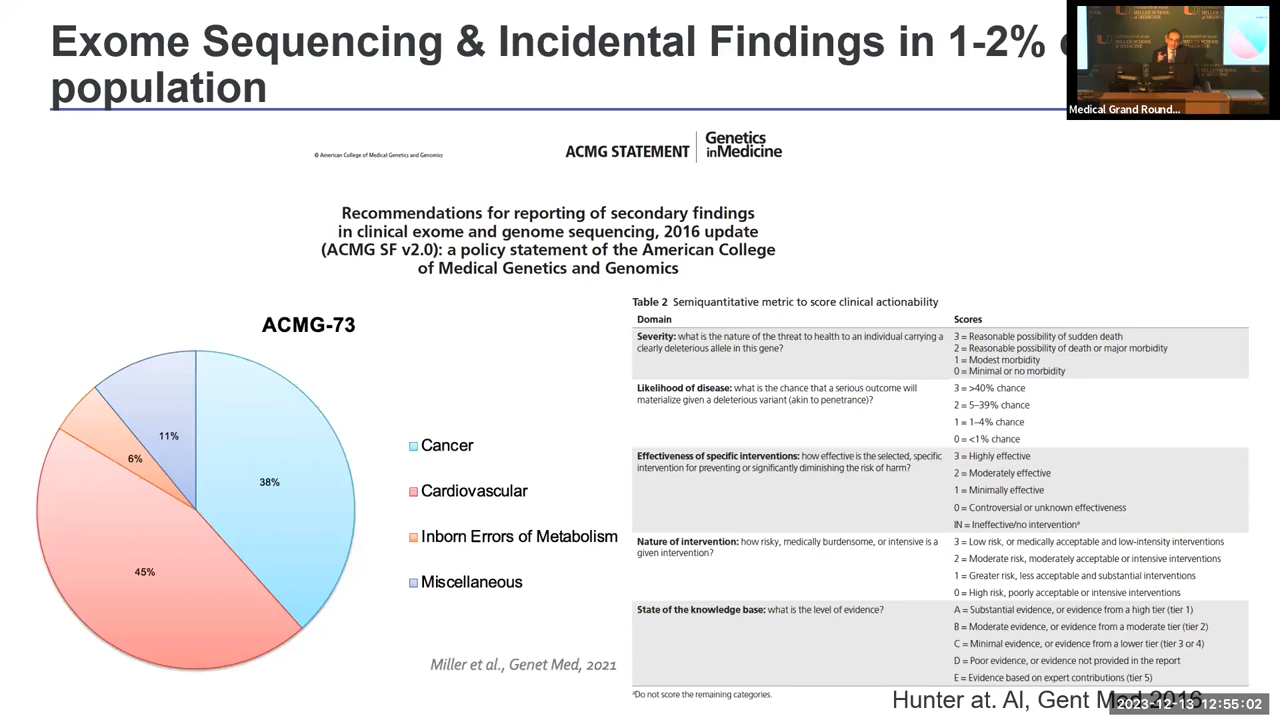 Exome Sequencing & Incidental Findings in 1-2%
population
Medical Grand Round...
© American College of Medical Genetics and Genomics
ACMG STATEMENT
Genetics
inMedicine
Recommendations for reporting of secondary findings
in clinical exome and genome sequencing, 2016 update
(ACMG SF v2.0): a policy statement of the American College
of Medical Genetics and Genomics
ACMG-73
38%
45%
6%
11%
Cancer
Cardiovascular
Inborn Errors of Metabolism
Miscellaneous
Miller et al., Genet Med, 2021
Table 2 Semiquantitative metric to score clinical actionability
Domain Scores
Severity: what is the nature of the threat to health to an individual carrying a
clearly deleterious allele in this gene?
3 = Reasonable possibility of sudden death
2 = Reasonable possibility of death or major morbidity
1 = Modest morbidity
0 = Minimal or no morbidity
Likelihood of disease: what is the chance that a serious outcome will
materialize given a deleterious variant (akin to penetrance)?
3 = >40% chance
2 = 5–39% chance
1 = 1–4% chance
0 = <1% chance
Effectiveness of specific interventions: how effective is the selected, specific
intervention for preventing or significantly diminishing the risk of harm?
3 = Highly effective
2 = Moderately effective
1 = Minimally effective
0 = Controversial or unknown effectiveness
IN = Ineffective/no interventionᵃ
Nature of intervention: how risky, medically burdensome, or intensive is a
given intervention?
3 = Low risk, or medically acceptable and low-intensity interventions
2 = Moderate risk, moderately acceptable or intensive interventions
1 = Greater risk, less acceptable and substantial interventions
0 = High risk, poorly acceptable or intensive interventions
State of the knowledge base: what is the level of evidence?
A = Substantial evidence, or evidence from a high tier (tier 1)
B = Moderate evidence, or evidence from a moderate tier (tier 2)
C = Minimal evidence, or evidence from a lower tier (tier 3 or 4)
D = Poor evidence, or evidence not provided in the report
E = Evidence based on expert contributions (tier 5)
ᵃDo not score the remaining categories.
Hunter at. Al, Gent Med 2016
2023-12-13 12:55:02